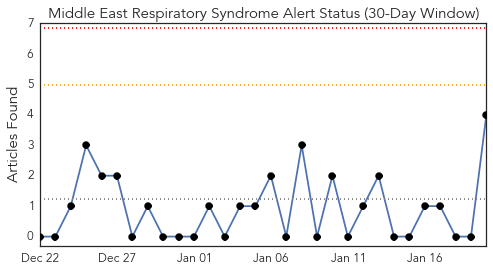 Middle East Respiratory Syndrome Alert Status (30-Day Window)
7
6
5
4
3
2
1
0
Articles Found
Dec 22
Dec 27
Jan 01
Jan 06
Jan 11
Jan 16